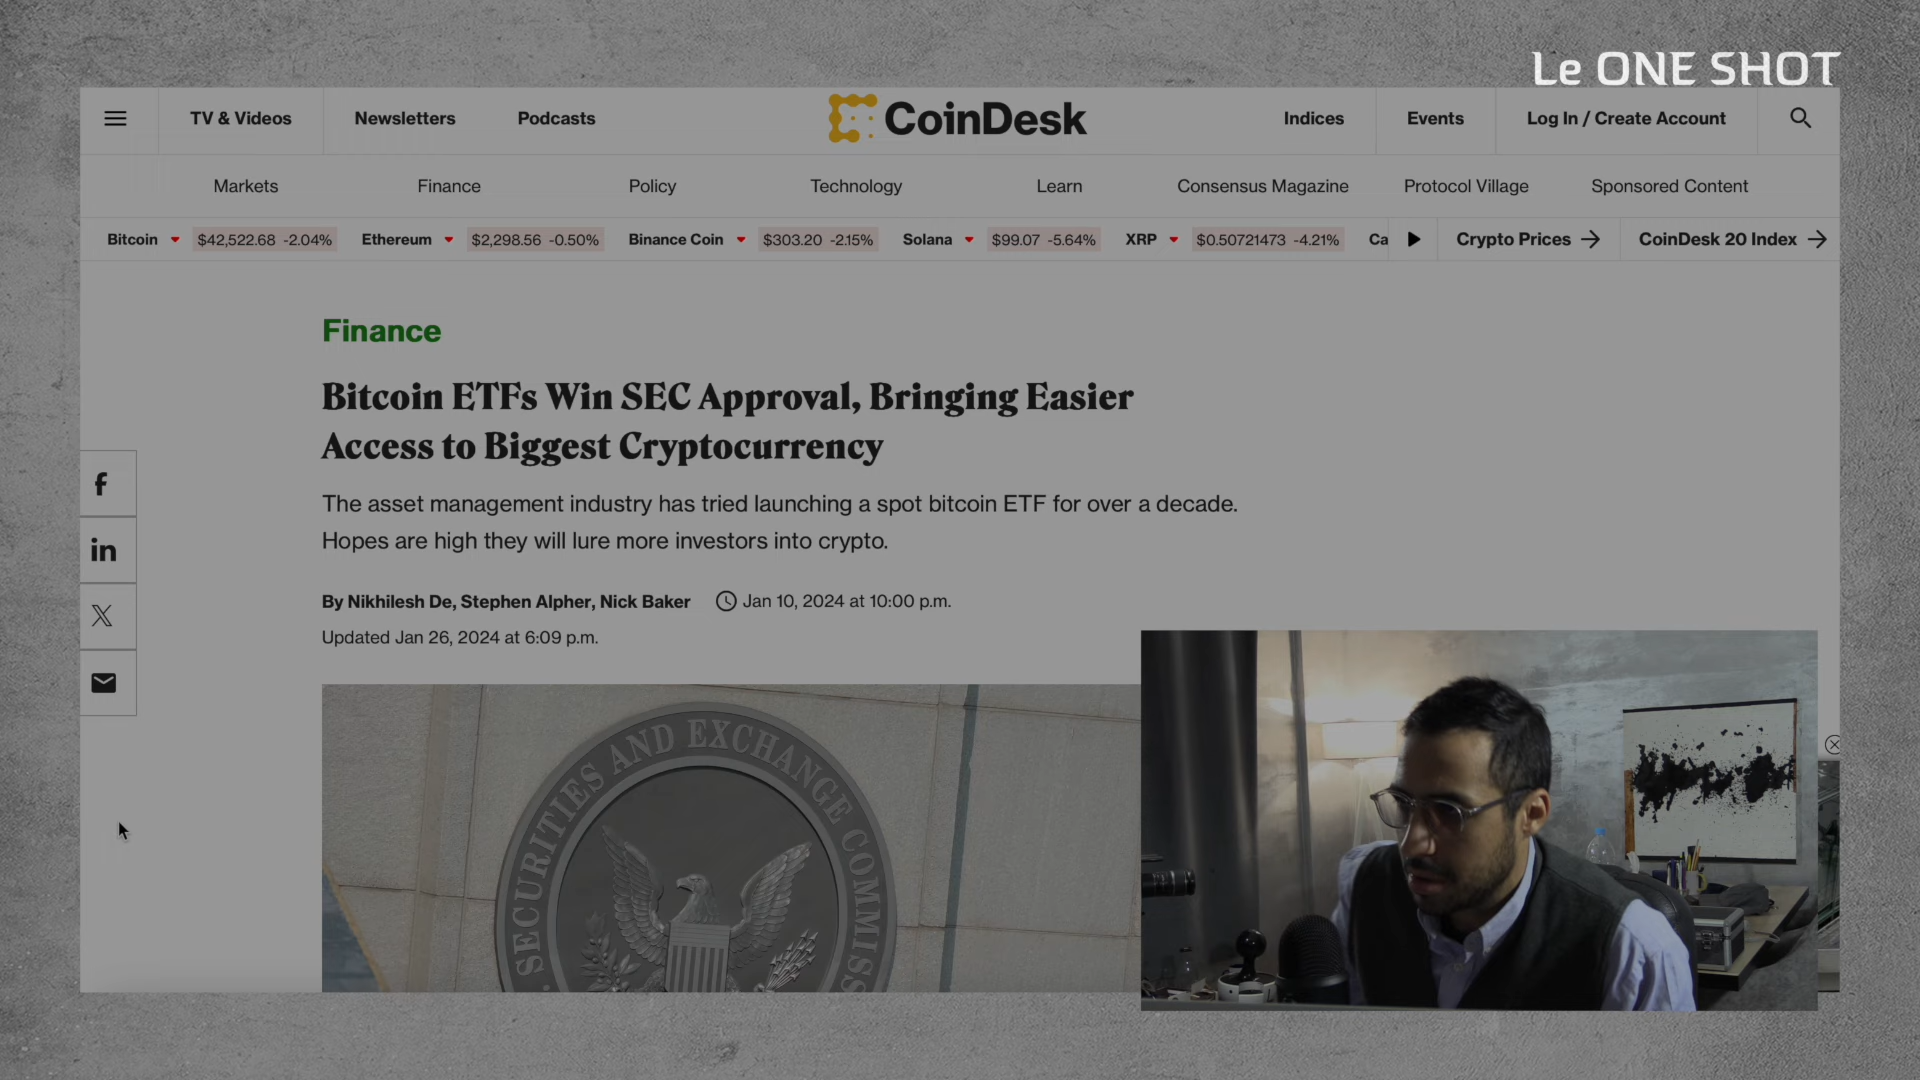 Le ONE SHOT
TV & Videos
Newsletters
Podcasts
CoinDesk
Indices
Events
Log In / Create Account
Markets
Finance
Policy
Technology
Learn
Consensus Magazine
Protocol Village
Sponsored Content
Bitcoin $42,522.68 -2.04%
Ethereum $2,298.56 -0.50%
Binance Coin $303.20 -2.15%
Solana $99.07 -5.64%
XRP $0.50721473 -4.21%
Ca
Crypto Prices
CoinDesk 20 Index
Finance
Bitcoin ETFs Win SEC Approval, Bringing Easier
Access to Biggest Cryptocurrency
The asset management industry has tried launching a spot bitcoin ETF for over a decade.
Hopes are high they will lure more investors into crypto.
By Nikhilesh De, Stephen Alpher, Nick Baker
Jan 10, 2024 at 10:00 p.m.
Updated Jan 26, 2024 at 6:09 p.m.
SECURITIES AND EXCHANGE COMMISS